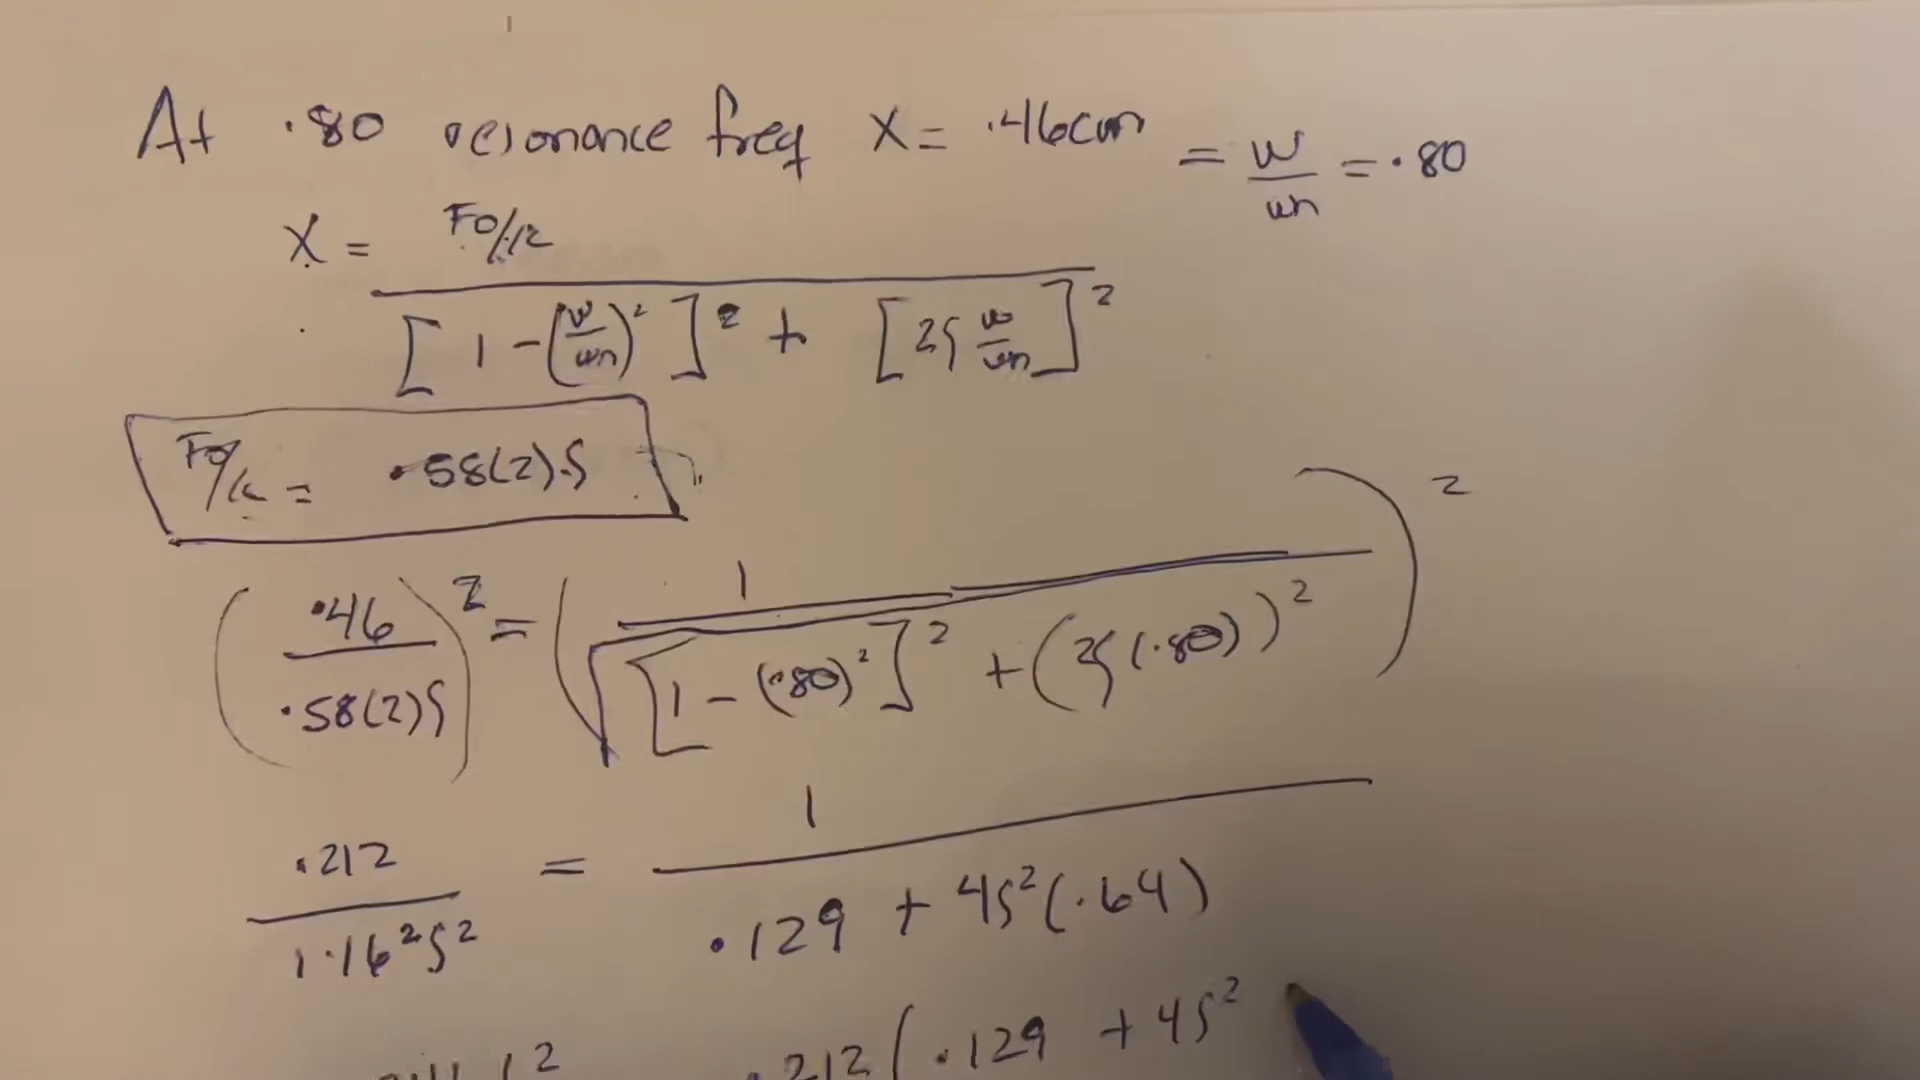 At .80 resonance freq X = .46cm = w/wn = .80
X = Fo/k / [1 - (w/wn)²]² + [2ζ w/wn]²
Fo/k = .58(2)ζ
(.46 / .58(2)ζ)² = (1 / √[1 - (.80)²]² + (2ζ(.80))²)²
.212 / 1.16²ζ² = 1 / .129 + 4ζ²(.64)
.212(.129 + 4ζ²